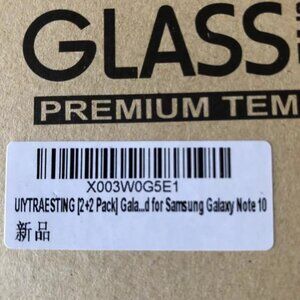 GLASS
PREMIUM TEM
X003W0G5E1
UIYTRAESTING [2+2 Pack] Gala...d for Samsung Galaxy Note 10
新品